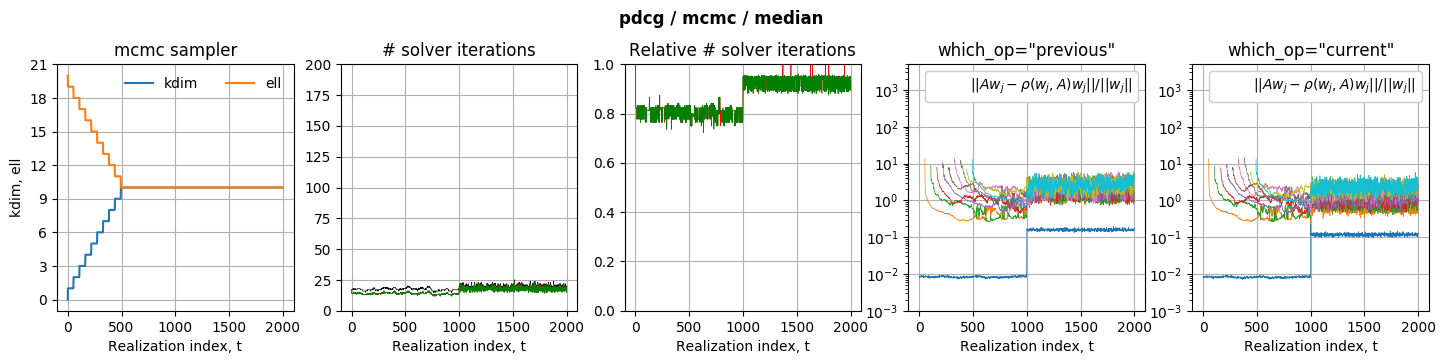 pdcg / mcmc / median
mcmc sampler
kdim ell
kdim, ell
21
18
15
12
9
6
3
0
0 500 1000 1500 2000
Realization index, t
# solver iterations
200
175
150
125
100
75
50
25
0
0 500 1000 1500 2000
Realization index, t
Relative # solver iterations
1.0
0.8
0.6
0.4
0.2
0.0
0 500 1000 1500 2000
Realization index, t
which_op="previous"
||Aw_j − ρ(w_j, A)w_j||/||w_j||
10^3
10^2
10^1
10^0
10^−1
10^−2
10^−3
0 500 1000 1500 2000
Realization index, t
which_op="current"
||Aw_j − ρ(w_j, A)w_j||/||w_j||
10^3
10^2
10^1
10^0
10^−1
10^−2
10^−3
0 500 1000 1500 2000
Realization index, t